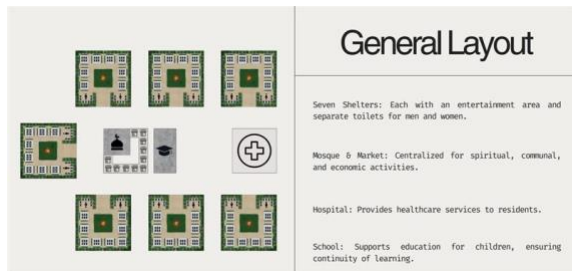 General Layout
Seven Shelters: Each with an entertainment area and
separate toilets for men and women.
Mosque & Market: Centralized for spiritual, communal,
and economic activities.
Hospital: Provides healthcare services to residents.
School: Supports education for children, ensuring
continuity of learning.